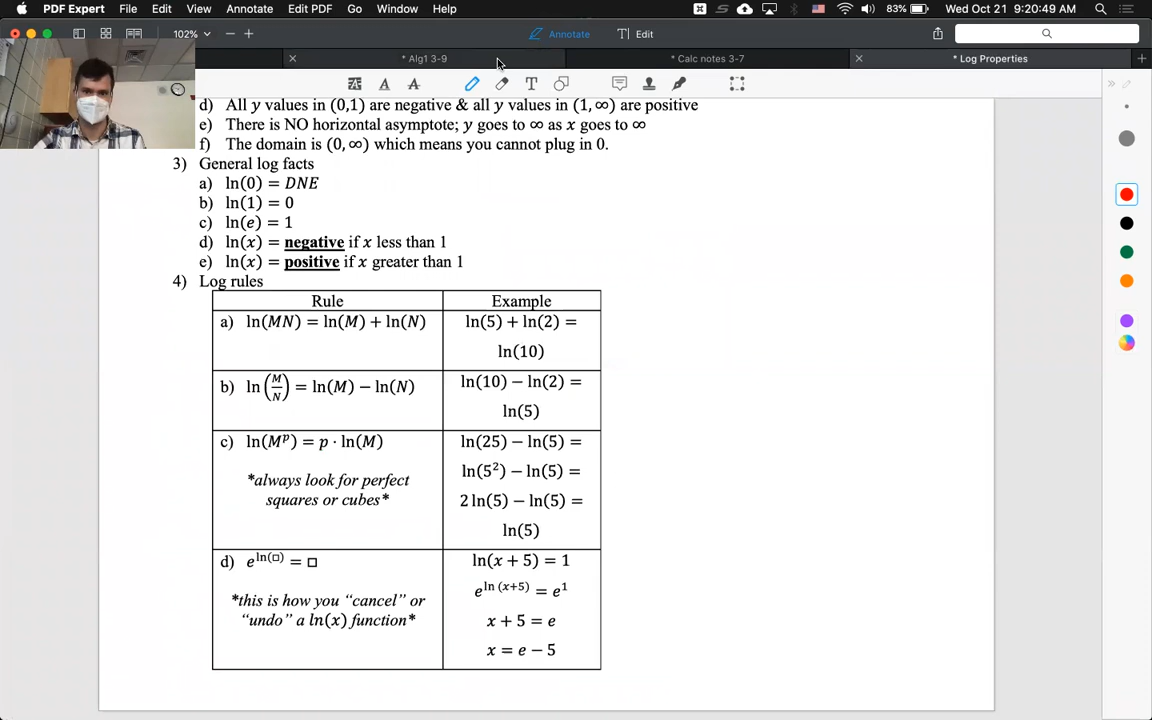 PDF Expert File Edit View Annotate Edit PDF Go Window Help 83% Wed Oct 21 9:20:49 AM
102% Annotate Edit
* Alg1 3-9 * Calc notes 3-7 * Log Properties
d) All y values in (0,1) are negative & all y values in (1, ∞) are positive
e) There is NO horizontal asymptote; y goes to ∞ as x goes to ∞
f) The domain is (0, ∞) which means you cannot plug in 0.
3) General log facts
a) ln(0) = DNE
b) ln(1) = 0
c) ln(e) = 1
d) ln(x) = negative if x less than 1
e) ln(x) = positive if x greater than 1
4) Log rules
Rule Example
a) ln(MN) = ln(M) + ln(N)
ln(5) + ln(2) =
ln(10)
b) ln(M/N) = ln(M) − ln(N)
ln(10) − ln(2) =
ln(5)
c) ln(Mᵖ) = p · ln(M)
*always look for perfect
squares or cubes*
ln(25) − ln(5) =
ln(5²) − ln(5) =
2 ln(5) − ln(5) =
ln(5)
d) e^ln(□) = □
*this is how you “cancel” or
“undo” a ln(x) function*
ln(x + 5) = 1
e^ln (x+5) = e¹
x + 5 = e
x = e − 5